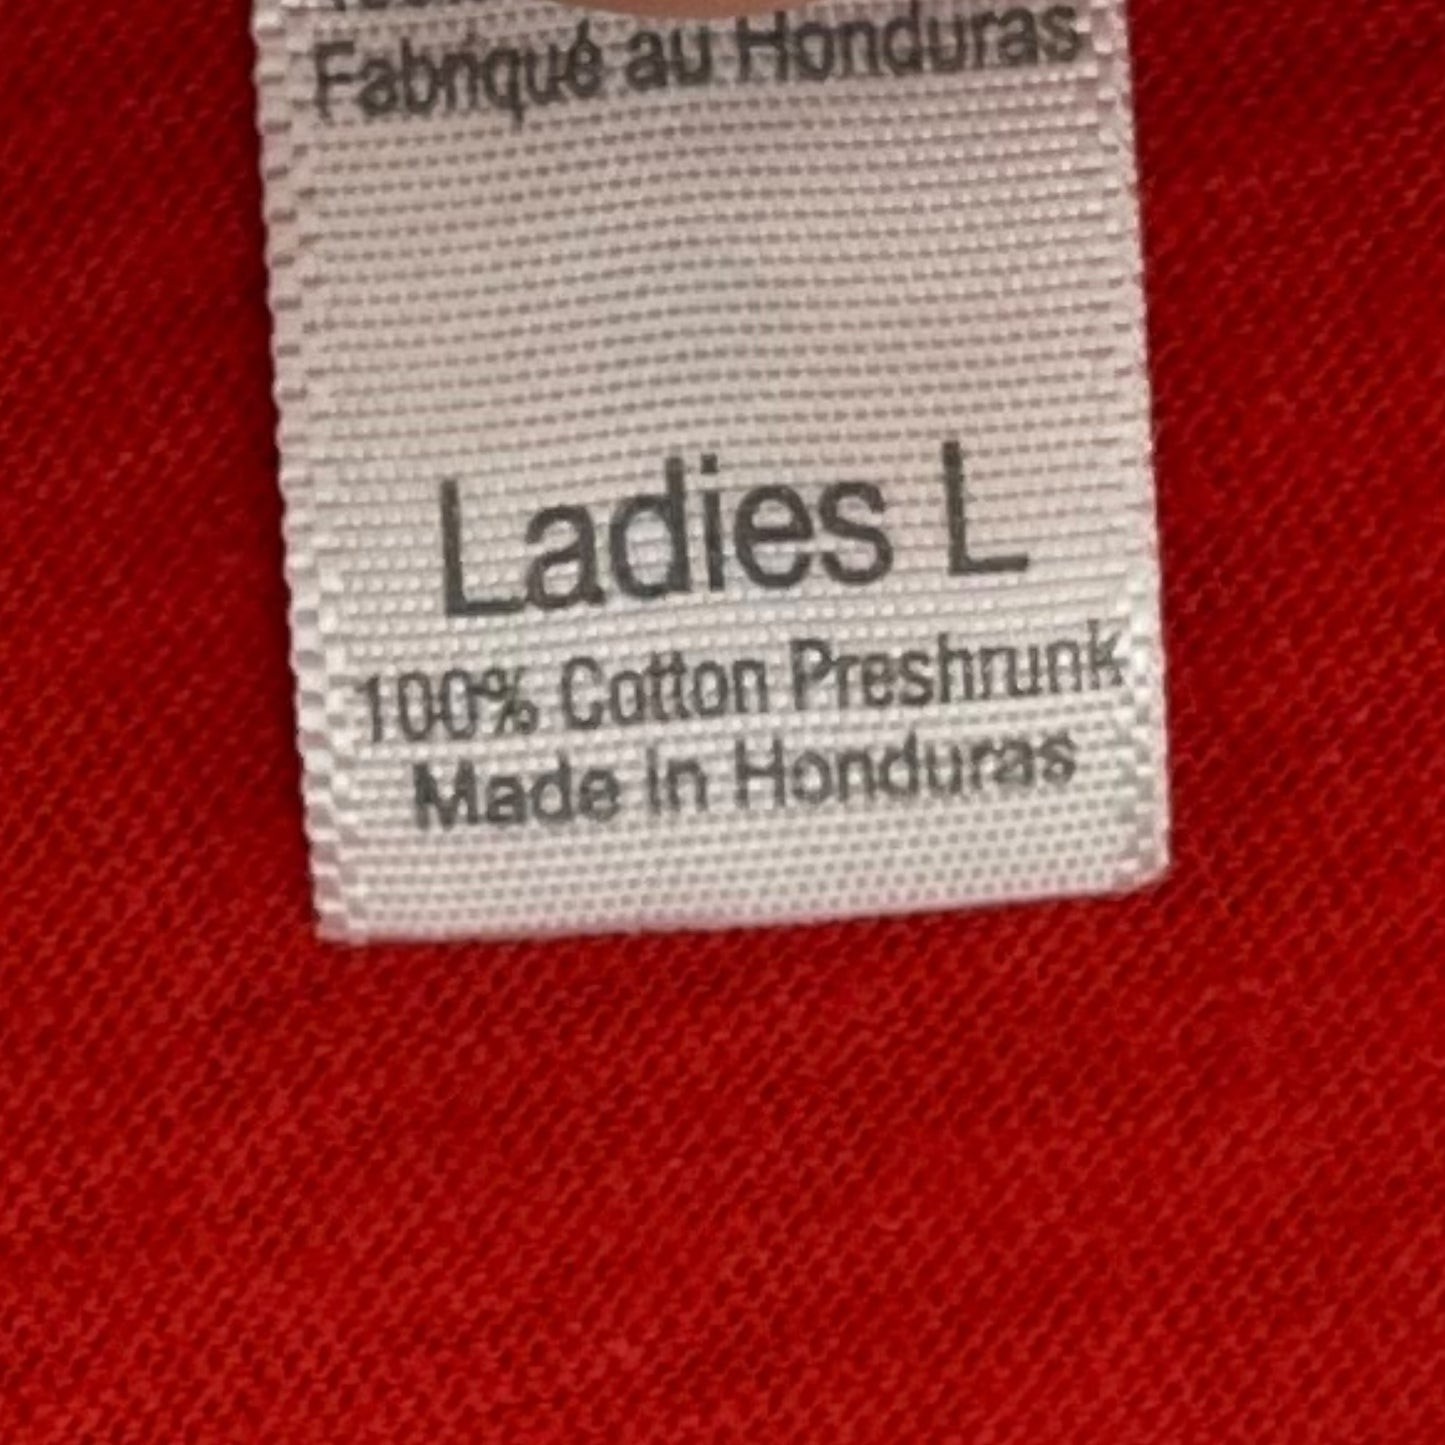 Fabriqué au Honduras
Ladies L
100% Cotton Preshrunk
Made in Honduras